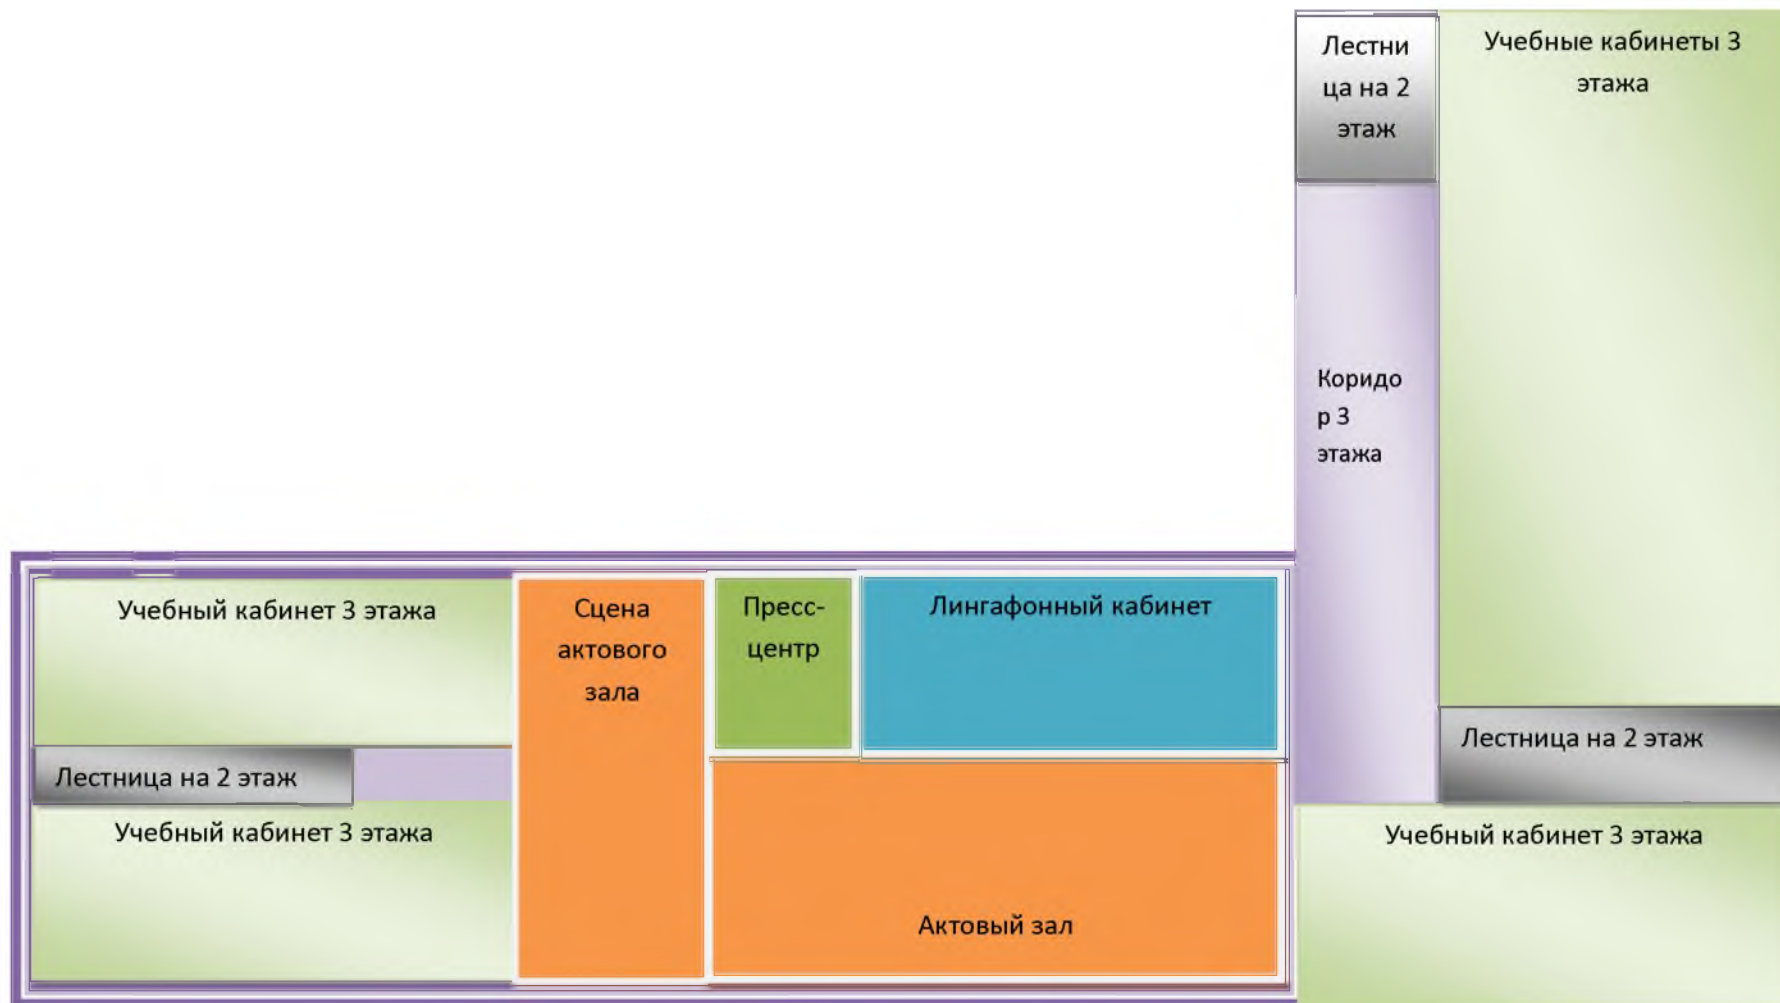 Лестни
ца на 2
этаж
Учебные кабинеты 3
этажа
Коридо
р 3
этажа
Учебный кабинет 3 этажа
Сцена
актового
зала
Пресс-
центр
Лингафонный кабинет
Лестница на 2 этаж
Лестница на 2 этаж
Учебный кабинет 3 этажа
Учебный кабинет 3 этажа
Актовый зал